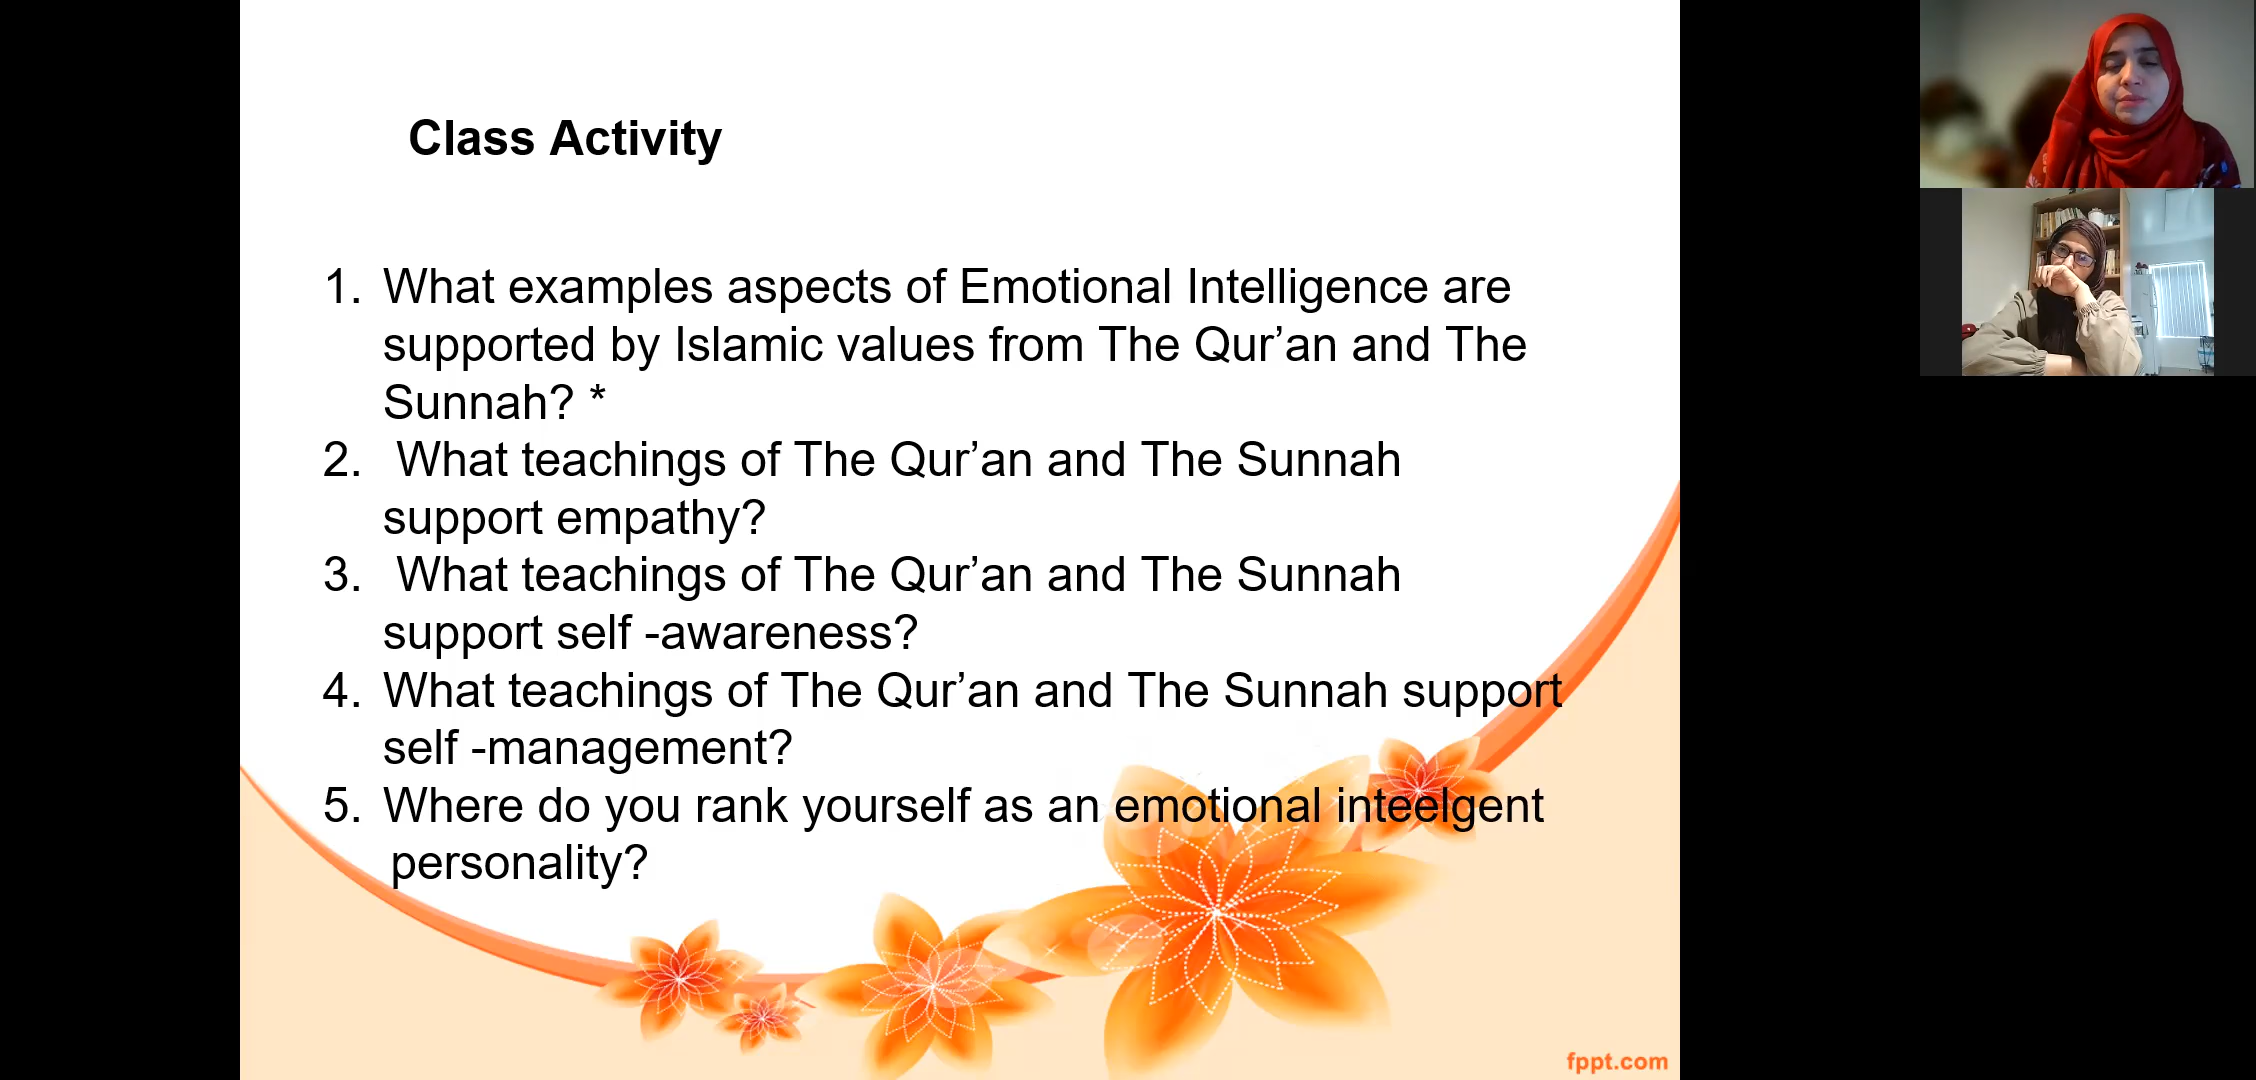 Class Activity
1. What examples aspects of Emotional Intelligence are
supported by Islamic values from The Qur’an and The
Sunnah? *
2. What teachings of The Qur’an and The Sunnah
support empathy?
3. What teachings of The Qur’an and The Sunnah
support self -awareness?
4. What teachings of The Qur’an and The Sunnah support
self -management?
5. Where do you rank yourself as an emotional inteelgent
personality?
fppt.com